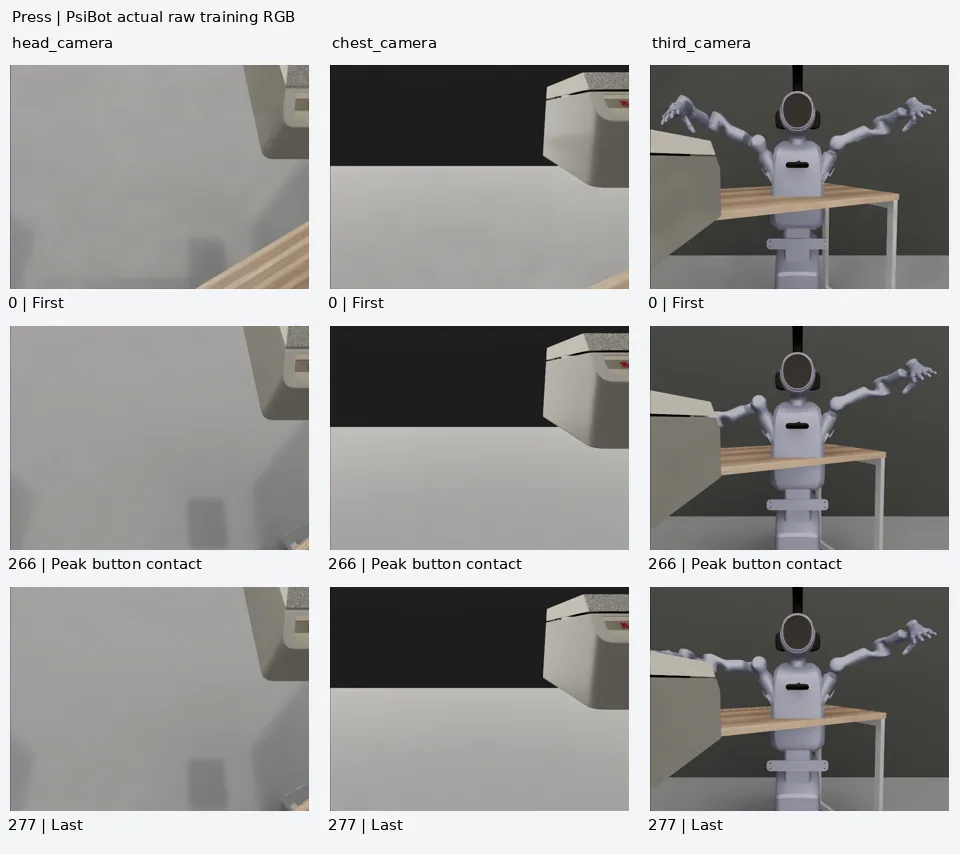 Press | PsiBot actual raw training RGB
head_camera chest_camera third_camera
0 | First 0 | First 0 | First
266 | Peak button contact 266 | Peak button contact 266 | Peak button contact
277 | Last 277 | Last 277 | Last